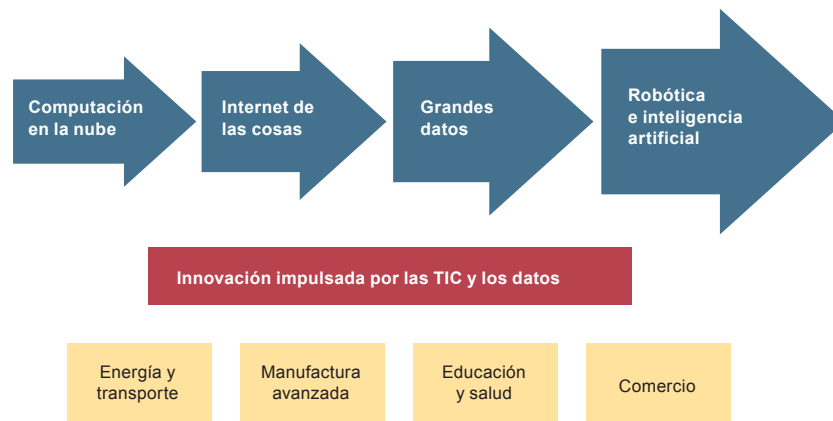 Computación
en la nube
Internet de
las cosas
Grandes
datos
Robótica
e inteligencia
artificial
Innovación impulsada por las TIC y los datos
Energía y
transporte
Manufactura
avanzada
Educación
y salud
Comercio